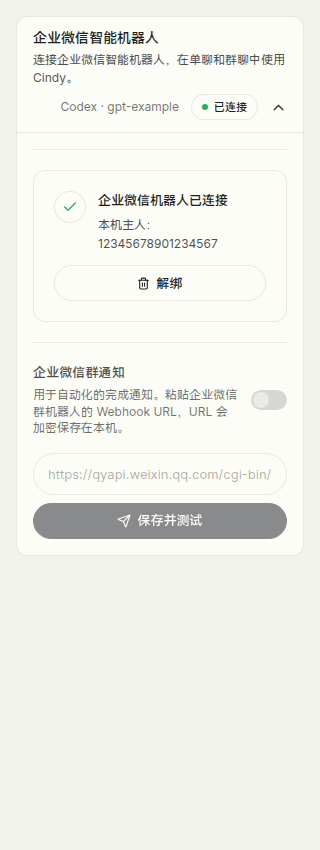 企业微信智能机器人
连接企业微信智能机器人，在单聊和群聊中使用
Cindy。
Codex · gpt-example
已连接
企业微信机器人已连接
本机主人：
12345678901234567
解绑
企业微信群通知
用于自动化的完成通知。粘贴企业微信
群机器人的 Webhook URL，URL 会
加密保存在本机。
https://qyapi.weixin.qq.com/cgi-bin/
保存并测试